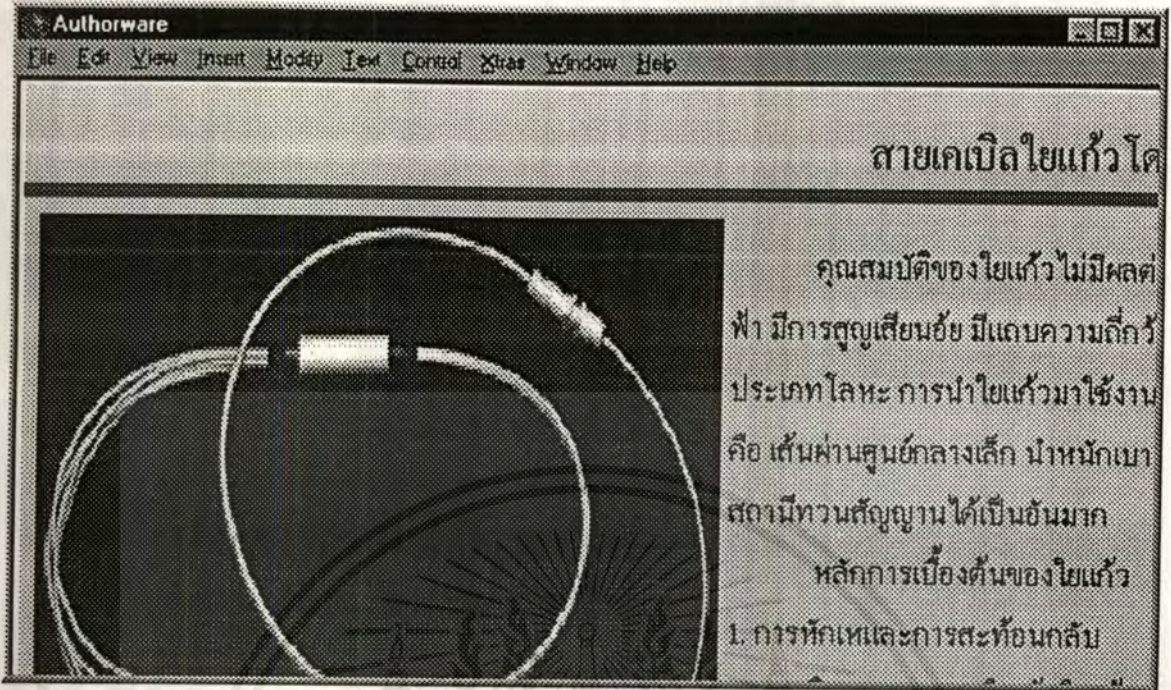 Authorware
File Edit View Insert Modify Text Control Xtras Window Help
สายเคเบิลใยแก้วโด
คุณสมบัติของใยแก้วไม่มีผลต่
ฟ้า มีการสูญเสียนอ้ย มีแถบความถี่กว้
ประเภทโลหะ การนำใยแก้วมาใช้งาน
คือ เส้นผ่านศูนย์กลางเล็ก นำหนักเบา
สถานีทวนสัญญานได้เป็นอันมาก
หลักการเบื้องต้นของใยแก้ว
1. การหักเหและการสะท้อนกลับ